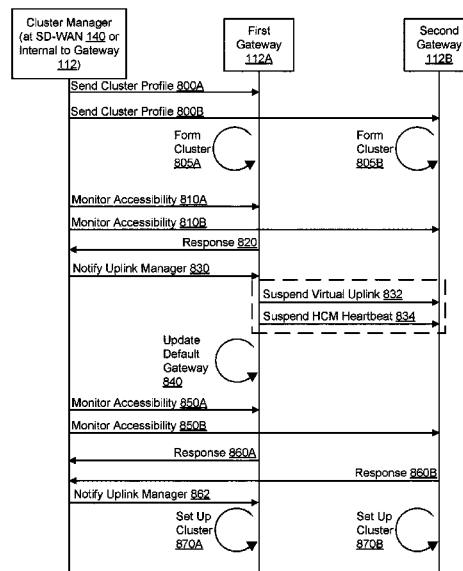 Cluster Manager
(at SD-WAN 140 or
Internal to Gateway
112)
First
Gateway
112A
Second
Gateway
112B
Send Cluster Profile 800A
Send Cluster Profile 800B
Form
Cluster
805A
Form
Cluster
805B
Monitor Accessibility 810A
Monitor Accessibility 810B
Response 820
Notify Uplink Manager 830
Suspend Virtual Uplink 832
Suspend HCM Heartbeat 834
Update
Default
Gateway
840
Monitor Accessibility 850A
Monitor Accessibility 850B
Response 860A
Response 860B
Notify Uplink Manager 862
Set Up
Cluster
870A
Set Up
Cluster
870B